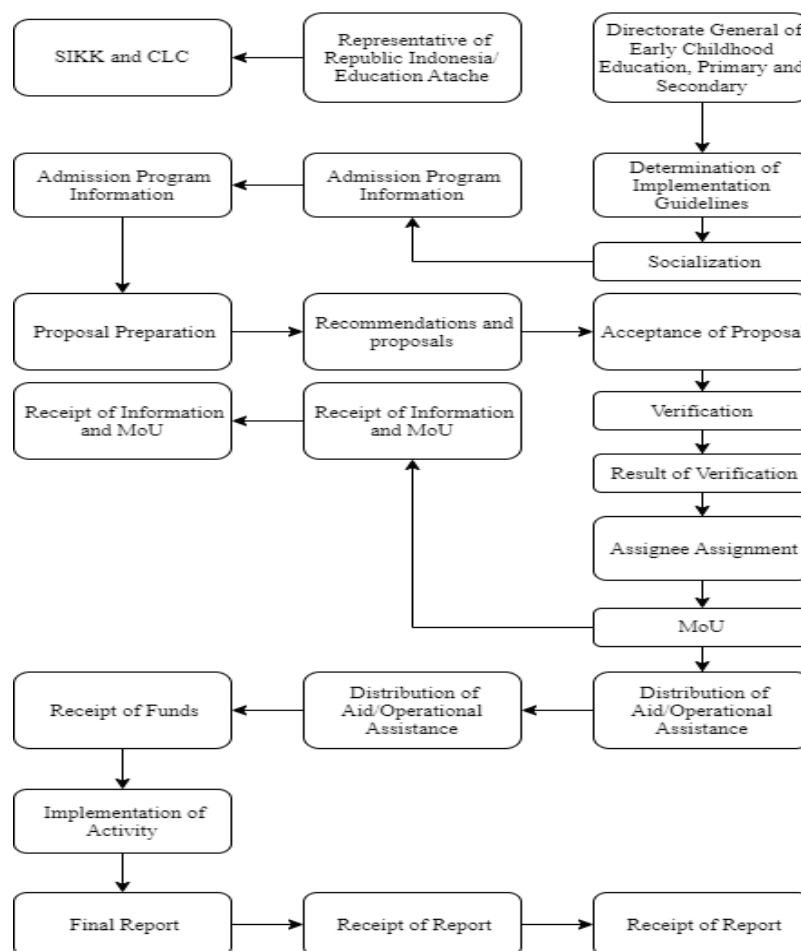 SIKK and CLC
Representative of
Republic Indonesia/
Education Atache
Directorate General of
Early Childhood
Education, Primary and
Secondary
Admission Program
Information
Admission Program
Information
Determination of
Implementation
Guidelines
Socialization
Proposal Preparation
Recommendations and
proposals
Acceptance of Proposal
Receipt of Information
and MoU
Receipt of Information
and MoU
Verification
Result of Verification
Assignee Assignment
MoU
Receipt of Funds
Distribution of
Aid/Operational
Assistance
Distribution of
Aid/Operational
Assistance
Implementation of
Activity
Final Report
Receipt of Report
Receipt of Report